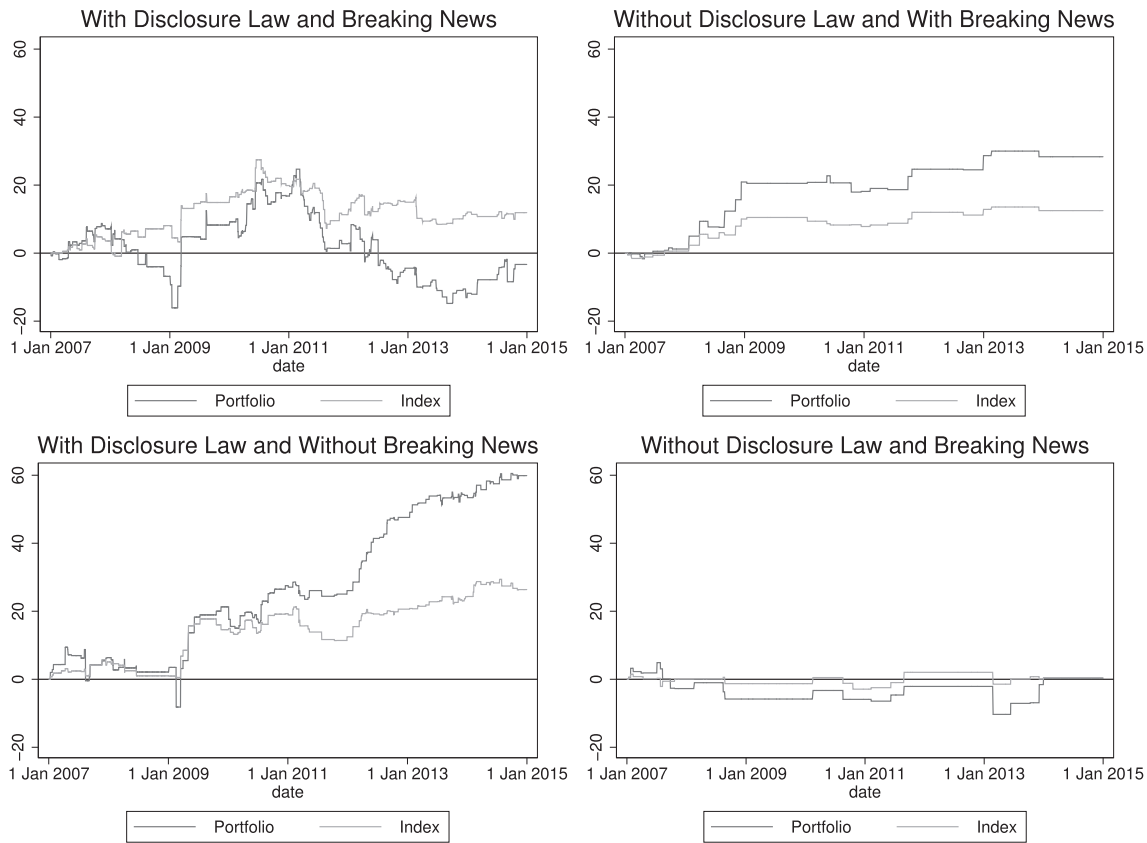 With Disclosure Law and Breaking News
60
40
20
0
−20
1 Jan 2007 1 Jan 2009 1 Jan 2011 1 Jan 2013 1 Jan 2015
date
Portfolio Index
Without Disclosure Law and With Breaking News
60
40
20
0
−20
1 Jan 2007 1 Jan 2009 1 Jan 2011 1 Jan 2013 1 Jan 2015
date
Portfolio Index
With Disclosure Law and Without Breaking News
60
40
20
0
−20
1 Jan 2007 1 Jan 2009 1 Jan 2011 1 Jan 2013 1 Jan 2015
date
Portfolio Index
Without Disclosure Law and Breaking News
60
40
20
0
−20
1 Jan 2007 1 Jan 2009 1 Jan 2011 1 Jan 2013 1 Jan 2015
date
Portfolio Index